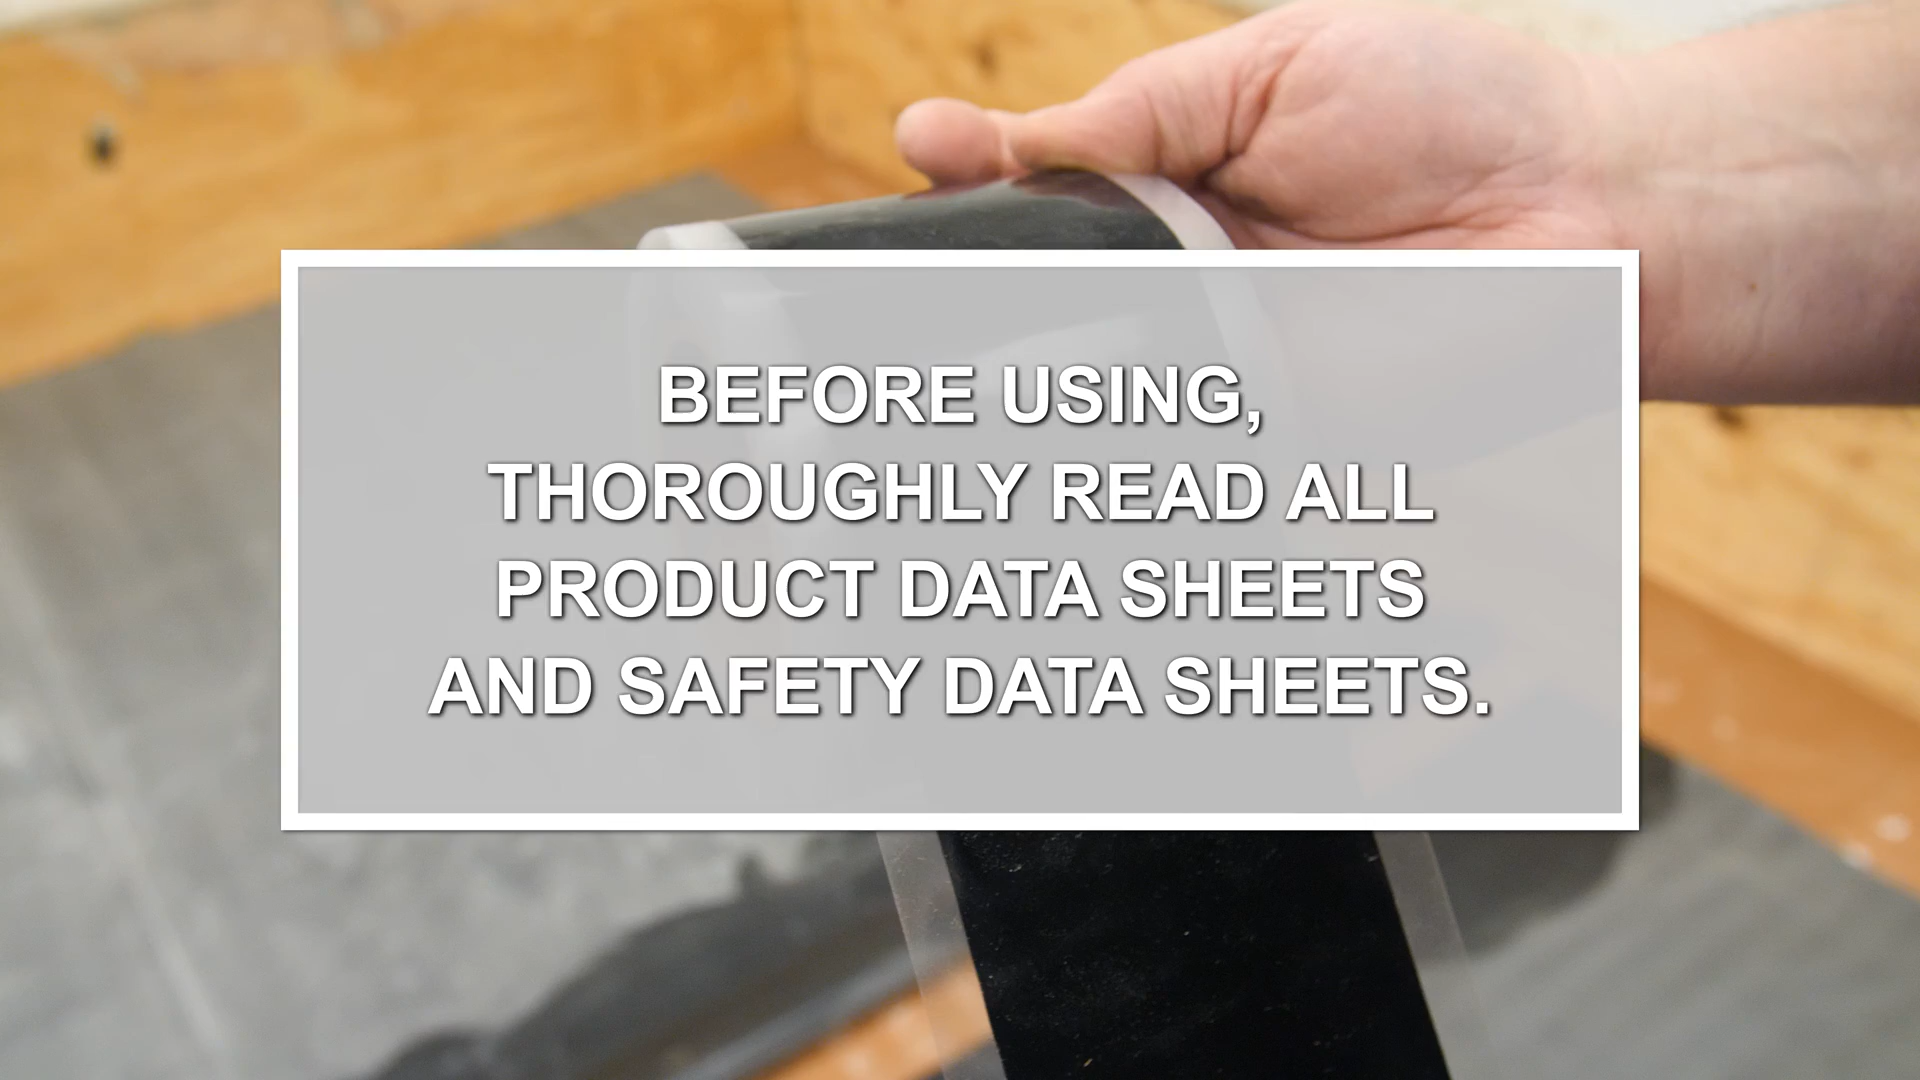 BEFORE USING,
THOROUGHLY READ ALL
PRODUCT DATA SHEETS
AND SAFETY DATA SHEETS.